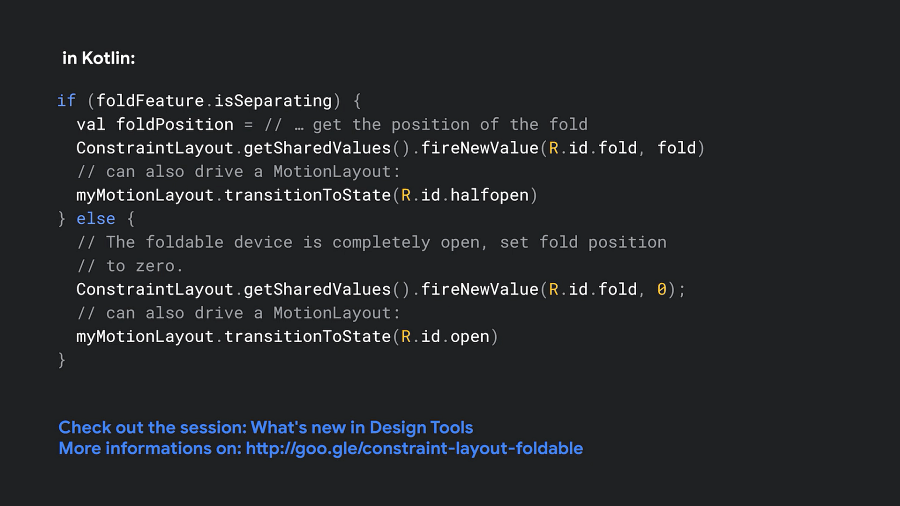 in Kotlin:
if (foldFeature.isSeparating) {
val foldPosition = // … get the position of the fold
ConstraintLayout.getSharedValues().fireNewValue(R.id.fold, fold)
// can also drive a MotionLayout:
myMotionLayout.transitionToState(R.id.halfopen)
} else {
// The foldable device is completely open, set fold position
// to zero.
ConstraintLayout.getSharedValues().fireNewValue(R.id.fold, 0);
// can also drive a MotionLayout:
myMotionLayout.transitionToState(R.id.open)
}
Check out the session: What's new in Design Tools
More informations on: http://goo.gle/constraint-layout-foldable